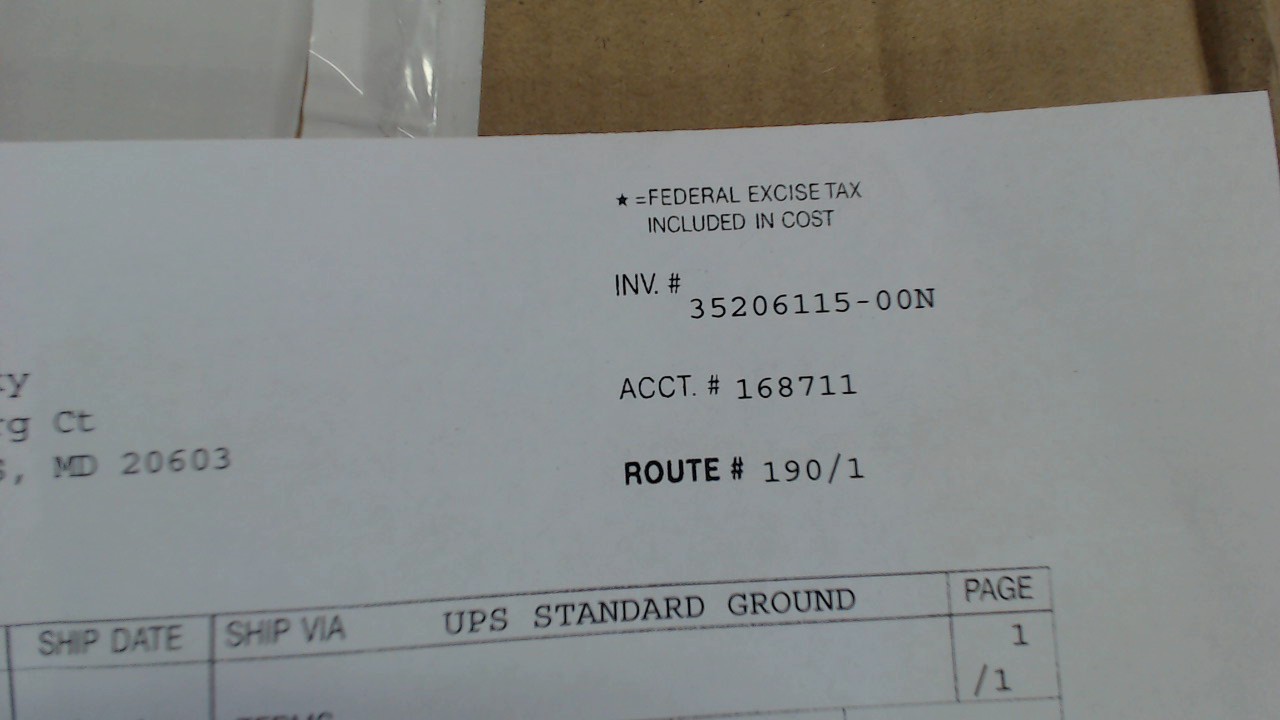 ★ =FEDERAL EXCISE TAX
INCLUDED IN COST
INV. # 35206115-00N
ACCT. # 168711
Ct
MD 20603
ROUTE # 190/1
SHIP DATE
SHIP VIA UPS STANDARD GROUND
PAGE
1
/1